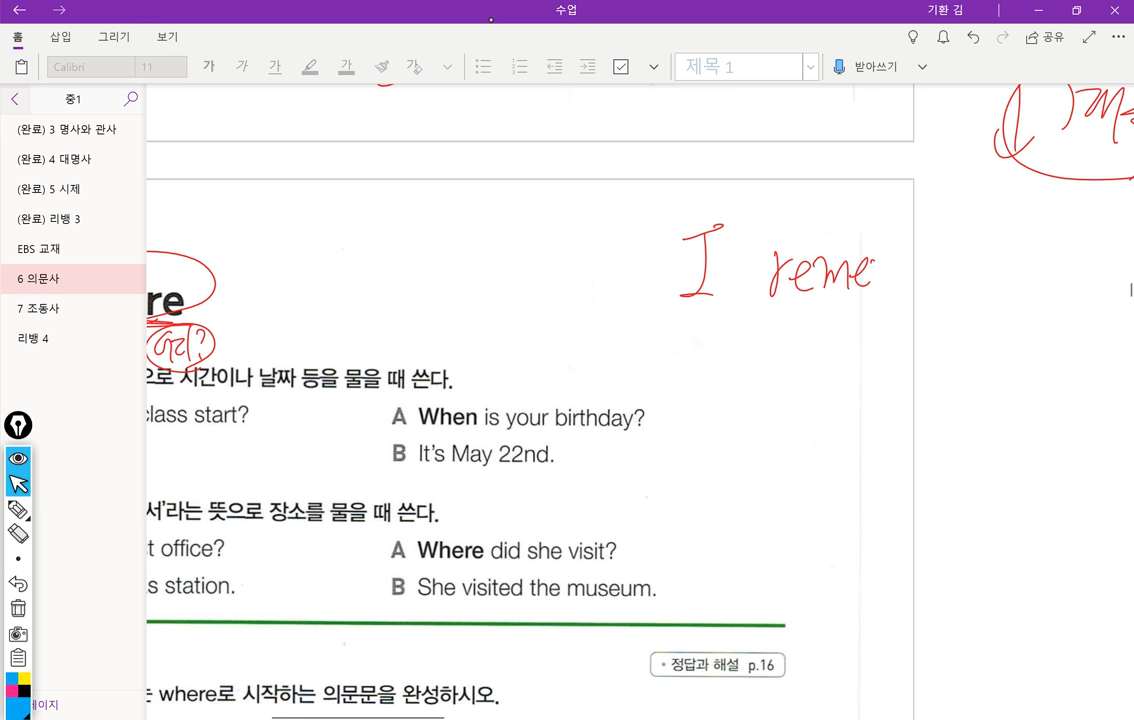 수업
기환 김
홈 삽입 그리기 보기
공유
Calibri 11 가 가 가 가 제목 1 받아쓰기
중1
(완료) 3 명사와 관사
(완료) 4 대명사
(완료) 5 시제
(완료) 리뱅 3
EBS 교재
6 의문사
7 조동사
리뱅 4
I reme
re
으로 시간이나 날짜 등을 물을 때 쓴다.
class start?
A When is your birthday?
B It's May 22nd.
서'라는 뜻으로 장소를 물을 때 쓴다.
t office?
A Where did she visit?
s station.
B She visited the museum.
• 정답과 해설 p.16
는 where로 시작하는 의문문을 완성하시오.
페이지